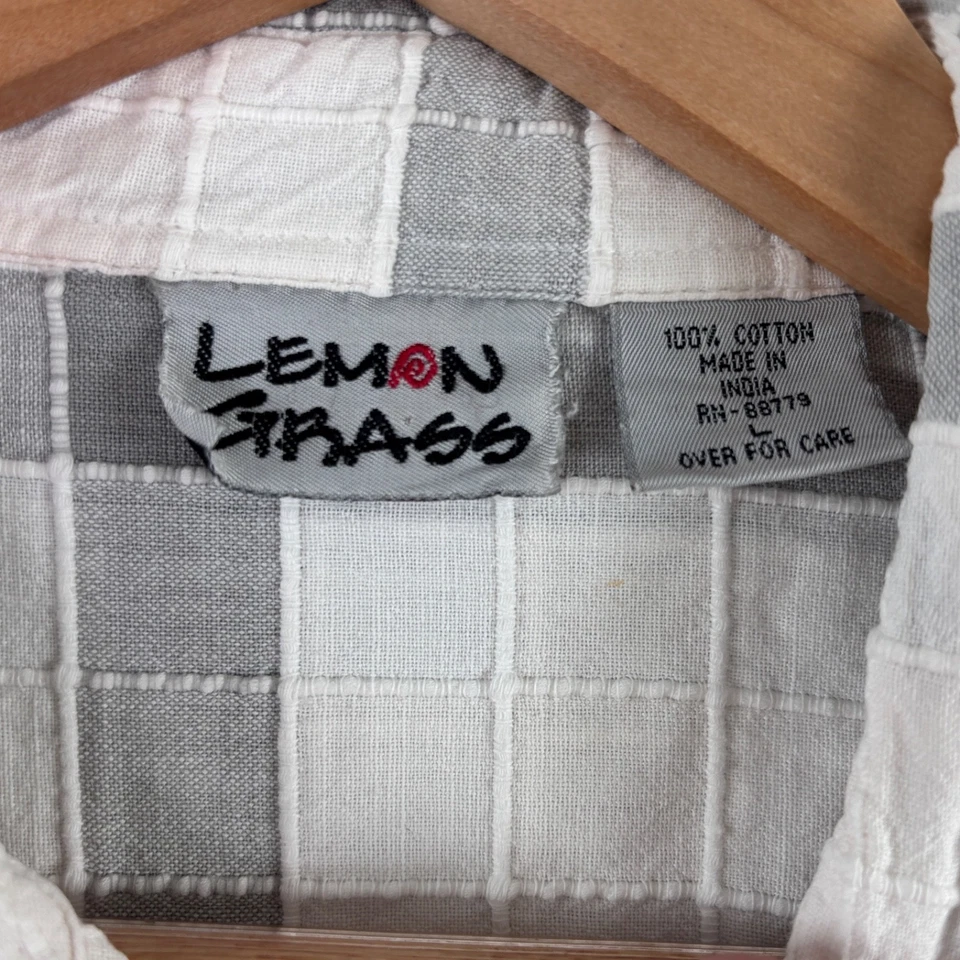 LEMON
GRASS
100% COTTON
MADE IN
INDIA
RN-88779
L
OVER FOR CARE